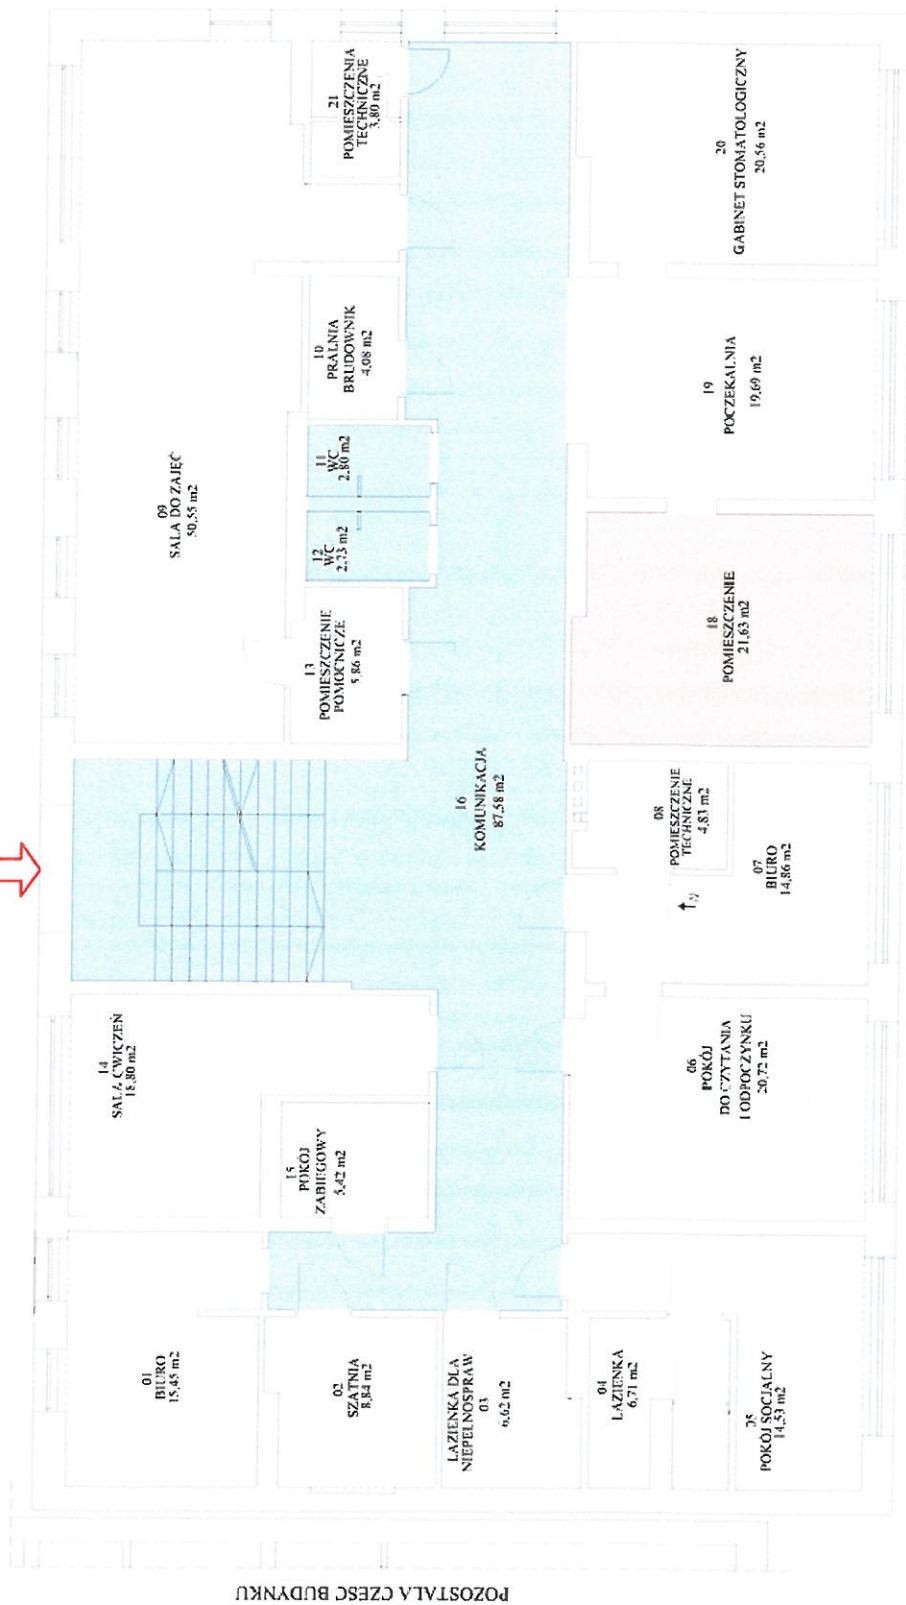 01
BIURO
15,45 m2
02
SZATNIA
8,84 m2
ŁAZIENKA DLA
NIEPEŁNOSPRAW
03
6,62 m2
04
ŁAZIENKA
6,71 m2
05
POKÓJ SOCJALNY
14,53 m2
14
SALA ĆWICZEŃ
18,80 m2
15
POKÓJ
ZABIEGOWY
5,42 m2
06
POKÓJ
DO CZYTANIA
I ODPOCZYNKU
20,72 m2
16
KOMUNIKACJA
87,58 m2
N
08
POMIESZCZENIE
TECHNICZNE
4,83 m2
07
BIURO
14,86 m2
09
SALA DO ZAJĘĆ
50,55 m2
13
POMIESZCZENIE
POMOCNICZE
5,86 m2
12
WC
2,73 m2
11
WC
2,80 m2
10
PRALNIA
BRUDOWNIK
4,08 m2
21
POMIESZCZENIA
TECHNICZNE
3,80 m2
18
POMIESZCZENIE
21,63 m2
19
POCZEKALNIA
19,69 m2
20
GABINET STOMATOLOGICZNY
20,56 m2
POZOSTAŁA CZĘŚĆ BUDYNKU